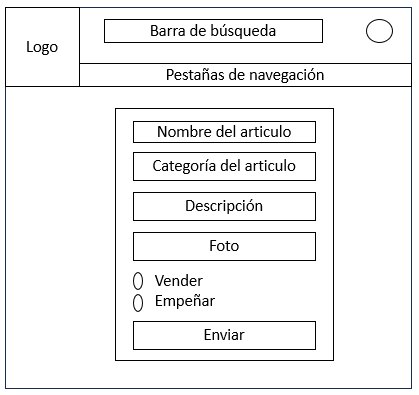 Logo
Barra de búsqueda
Pestañas de navegación
Nombre del articulo
Categoría del articulo
Descripción
Foto
Vender
Empeñar
Enviar